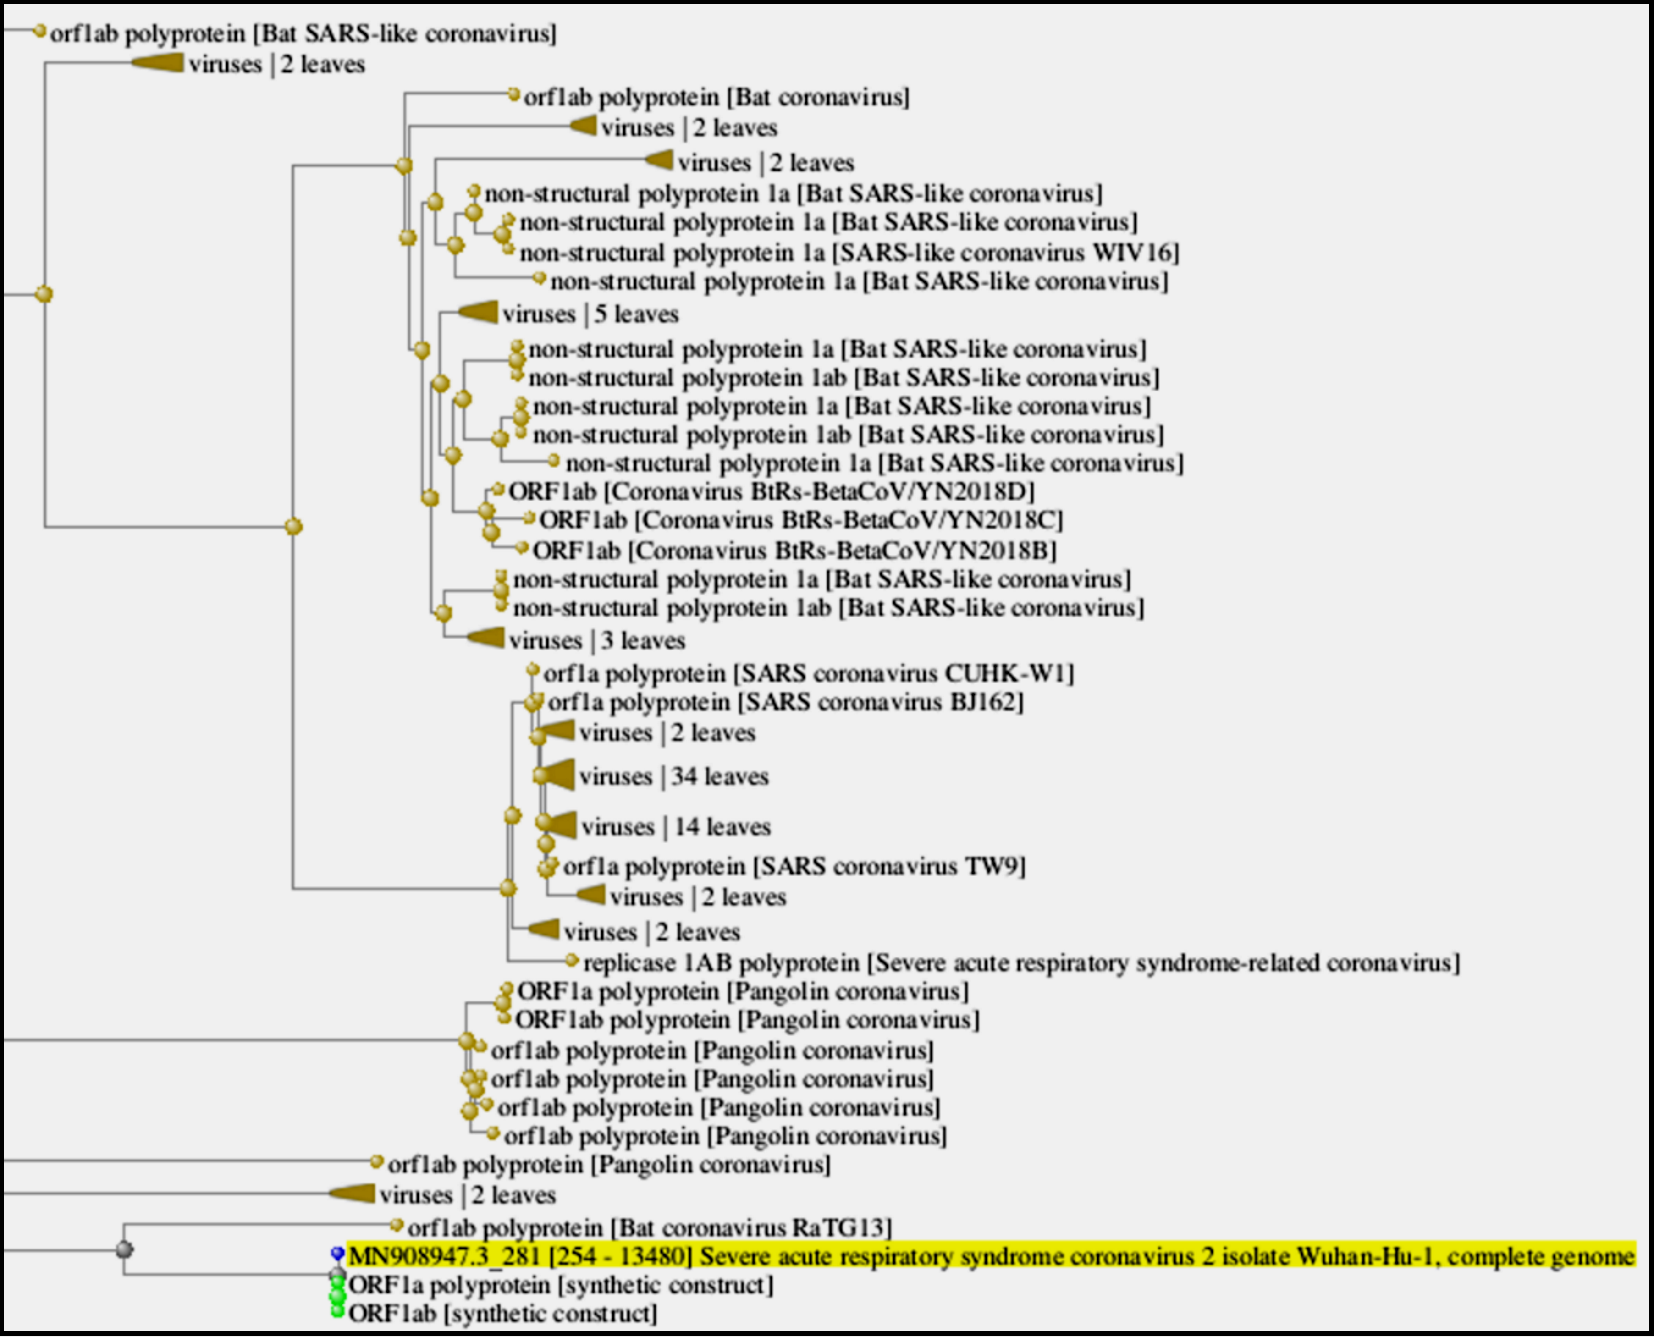 orf1ab polyprotein [Bat SARS-like coronavirus]
viruses | 2 leaves
orf1ab polyprotein [Bat coronavirus]
viruses | 2 leaves
viruses | 2 leaves
non-structural polyprotein 1a [Bat SARS-like coronavirus]
non-structural polyprotein 1a [Bat SARS-like coronavirus]
non-structural polyprotein 1a [SARS-like coronavirus WIV16]
non-structural polyprotein 1a [Bat SARS-like coronavirus]
viruses | 5 leaves
non-structural polyprotein 1a [Bat SARS-like coronavirus]
non-structural polyprotein 1ab [Bat SARS-like coronavirus]
non-structural polyprotein 1a [Bat SARS-like coronavirus]
non-structural polyprotein 1ab [Bat SARS-like coronavirus]
non-structural polyprotein 1a [Bat SARS-like coronavirus]
ORF1ab [Coronavirus BtRs-BetaCoV/YN2018D]
ORF1ab [Coronavirus BtRs-BetaCoV/YN2018C]
ORF1ab [Coronavirus BtRs-BetaCoV/YN2018B]
non-structural polyprotein 1a [Bat SARS-like coronavirus]
non-structural polyprotein 1ab [Bat SARS-like coronavirus]
viruses | 3 leaves
orf1a polyprotein [SARS coronavirus CUHK-W1]
orf1a polyprotein [SARS coronavirus BJ162]
viruses | 2 leaves
viruses | 34 leaves
viruses | 14 leaves
orf1a polyprotein [SARS coronavirus TW9]
viruses | 2 leaves
viruses | 2 leaves
replicase 1AB polyprotein [Severe acute respiratory syndrome-related coronavirus]
ORF1a polyprotein [Pangolin coronavirus]
ORF1ab polyprotein [Pangolin coronavirus]
orf1ab polyprotein [Pangolin coronavirus]
orf1ab polyprotein [Pangolin coronavirus]
orf1ab polyprotein [Pangolin coronavirus]
orf1ab polyprotein [Pangolin coronavirus]
orf1ab polyprotein [Pangolin coronavirus]
viruses | 2 leaves
orf1ab polyprotein [Bat coronavirus RaTG13]
MN908947.3_281 [254 - 13480] Severe acute respiratory syndrome coronavirus 2 isolate Wuhan-Hu-1, complete genome
ORF1a polyprotein [synthetic construct]
ORF1ab [synthetic construct]